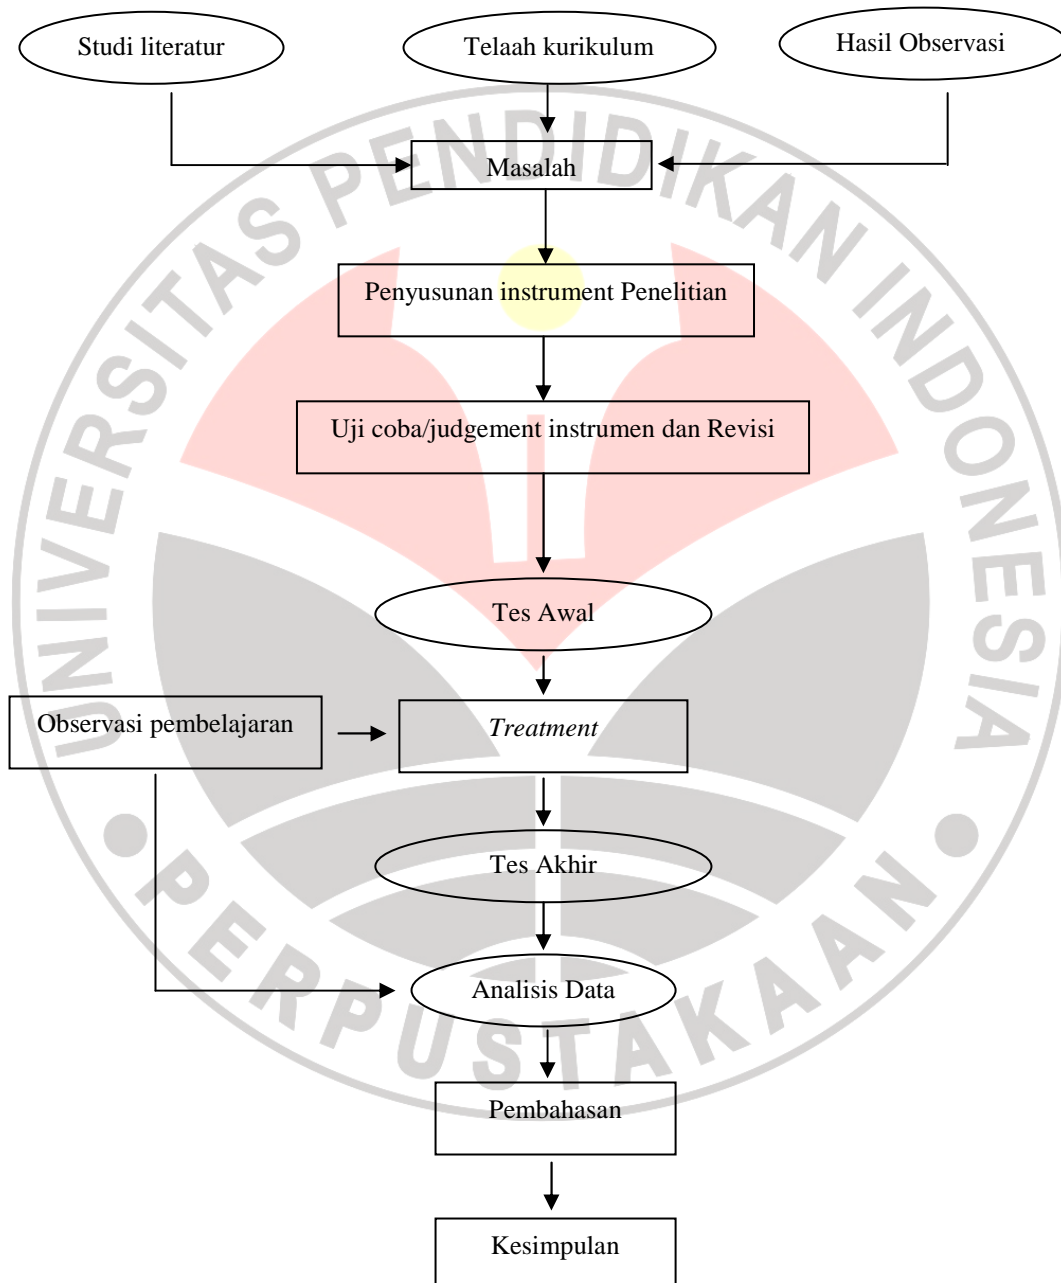 Studi literatur
Telaah kurikulum
Hasil Observasi
Masalah
Penyusunan instrument Penelitian
Uji coba/judgement instrumen dan Revisi
Tes Awal
Observasi pembelajaran
Treatment
Tes Akhir
Analisis Data
Pembahasan
Kesimpulan
UNIVERSITAS PENDIDIKAN INDONESIA
PERPUSTAKAAN